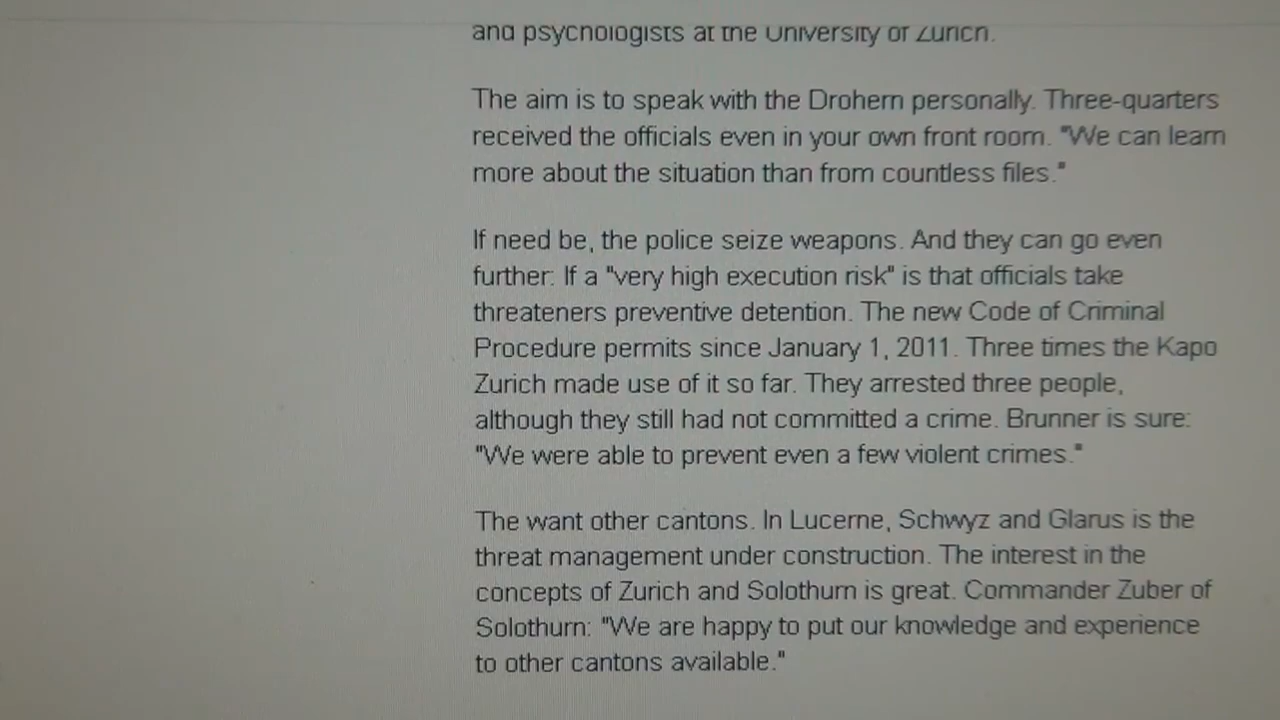 and psychologists at the University of Zurich.
The aim is to speak with the Drohern personally. Three-quarters
received the officials even in your own front room. "We can learn
more about the situation than from countless files."
If need be, the police seize weapons. And they can go even
further: If a "very high execution risk" is that officials take
threateners preventive detention. The new Code of Criminal
Procedure permits since January 1, 2011. Three times the Kapo
Zurich made use of it so far. They arrested three people,
although they still had not committed a crime. Brunner is sure:
"We were able to prevent even a few violent crimes."
The want other cantons. In Lucerne, Schwyz and Glarus is the
threat management under construction. The interest in the
concepts of Zurich and Solothurn is great. Commander Zuber of
Solothurn: "We are happy to put our knowledge and experience
to other cantons available."